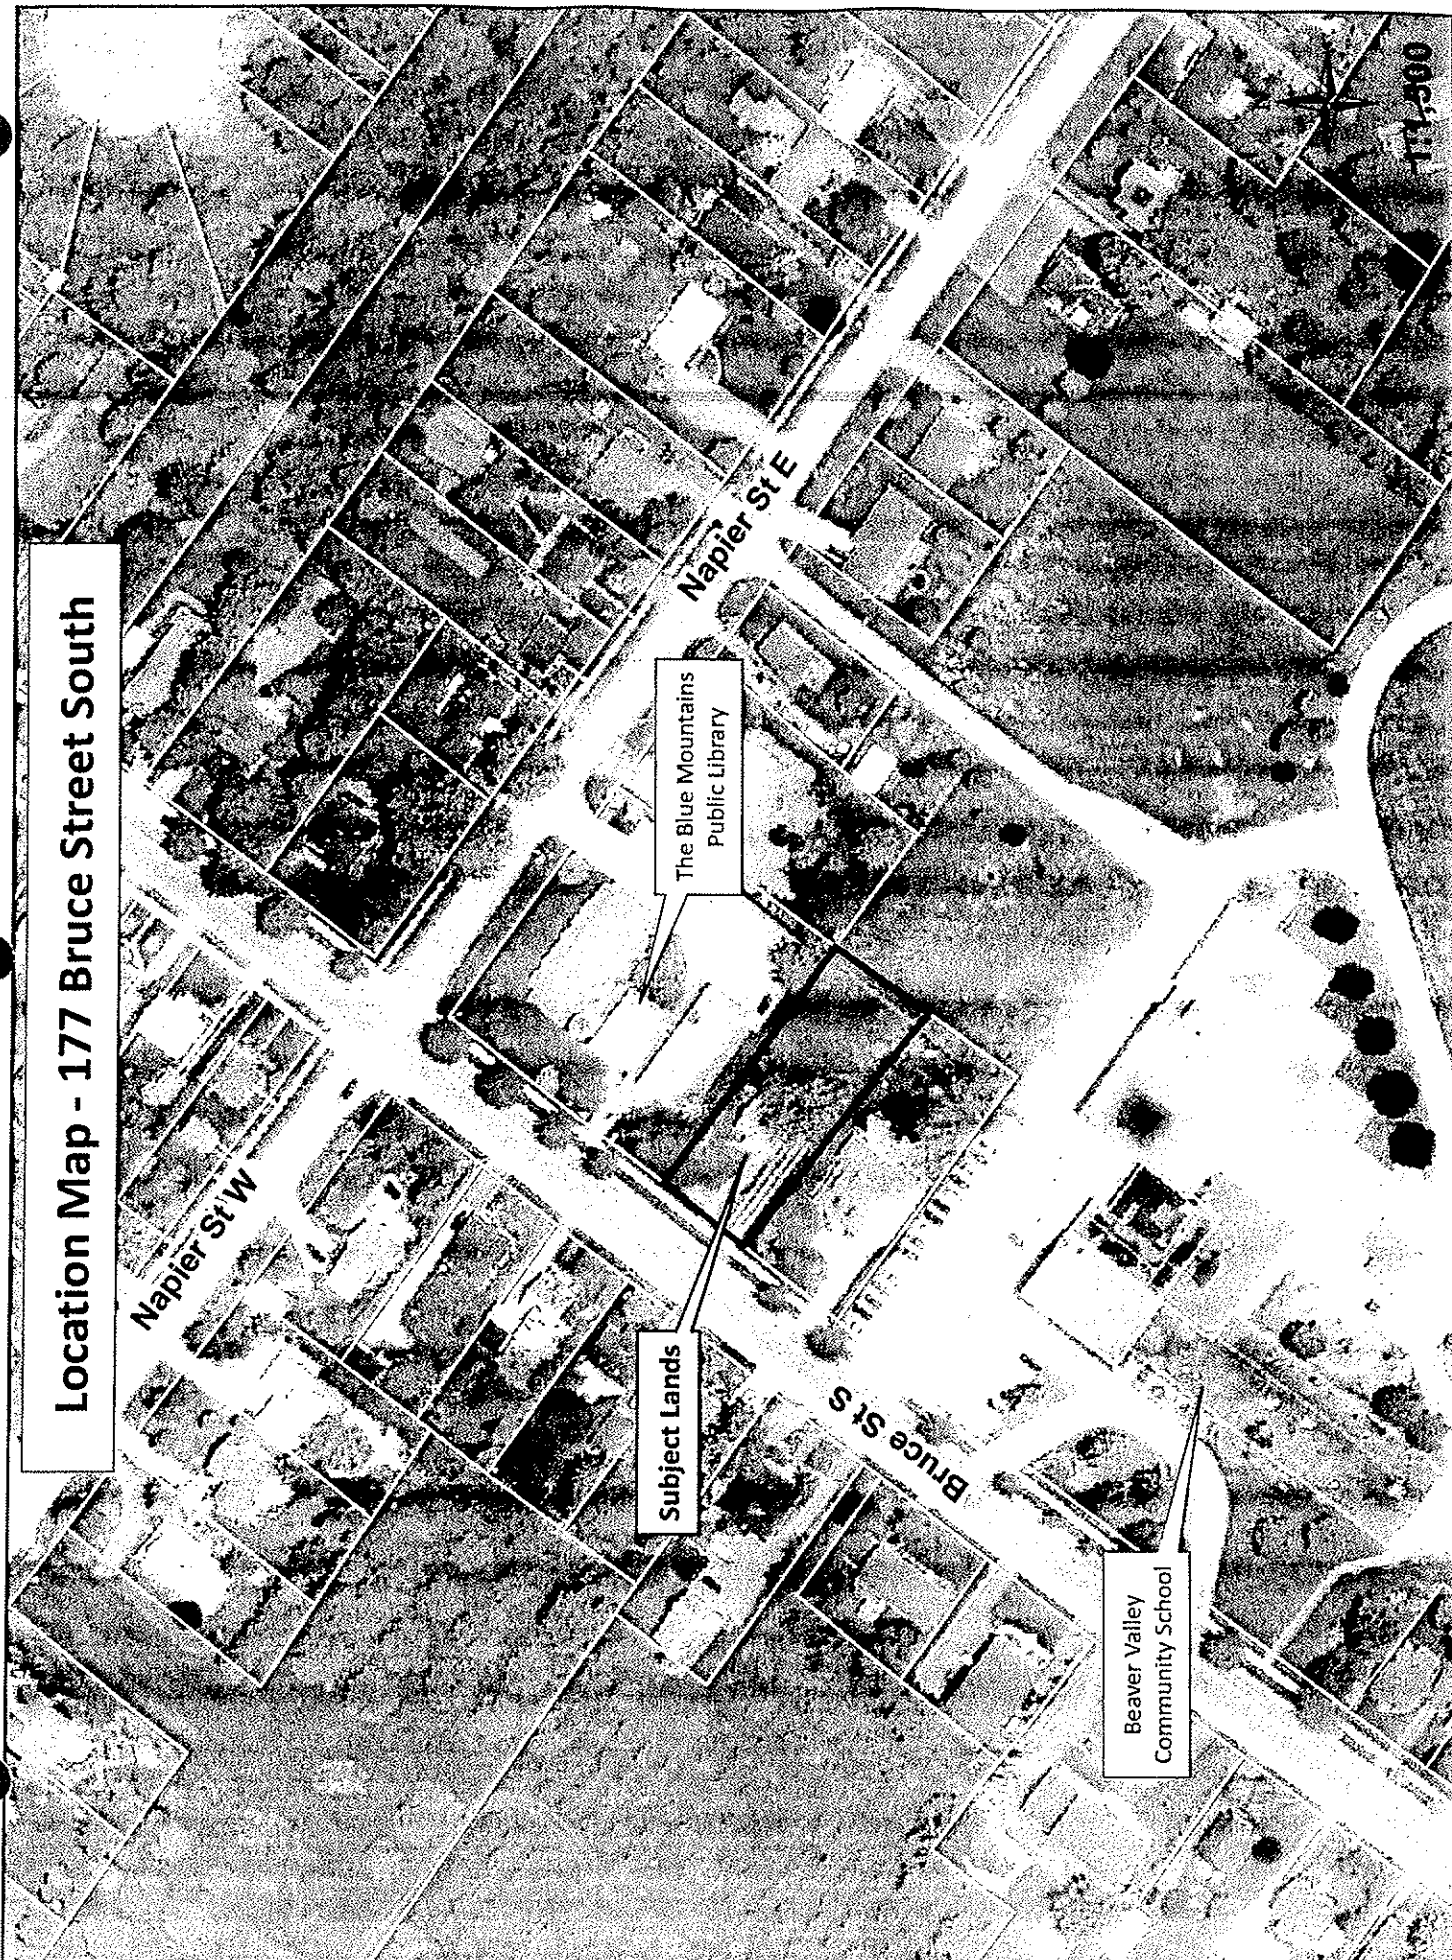 Location Map - 177 Bruce Street South
Napier St W
Napier St E
The Blue Mountains
Public Library
Subject Lands
Bruce St S
Beaver Valley
Community School